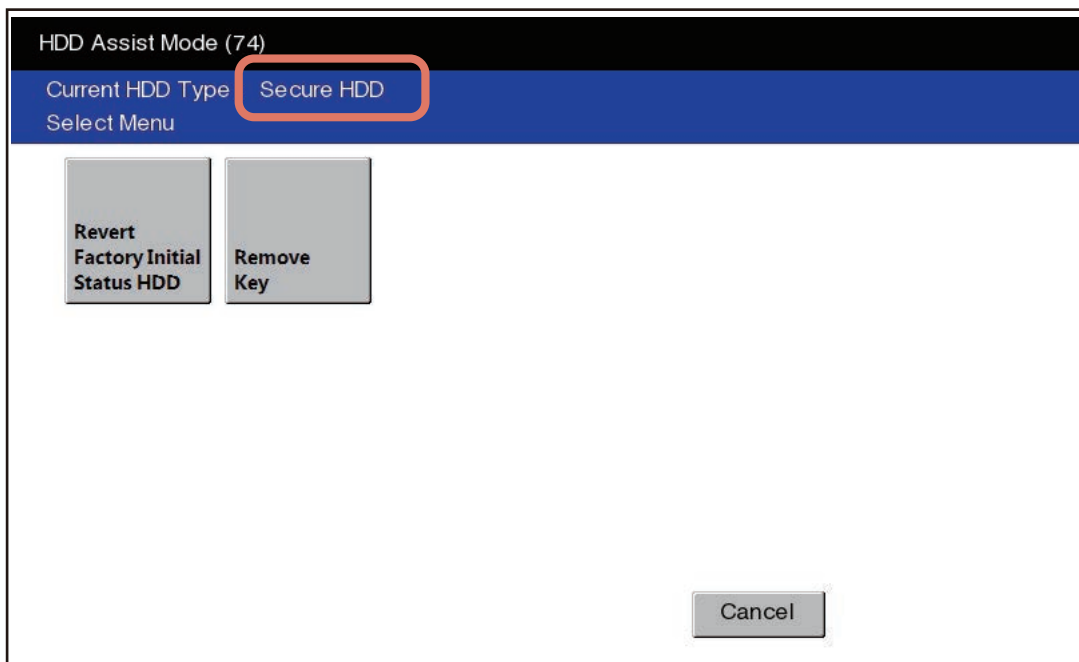 HDD Assist Mode (74)
Current HDD Type Secure HDD
Select Menu
Revert
Factory Initial
Status HDD
Remove
Key
Cancel